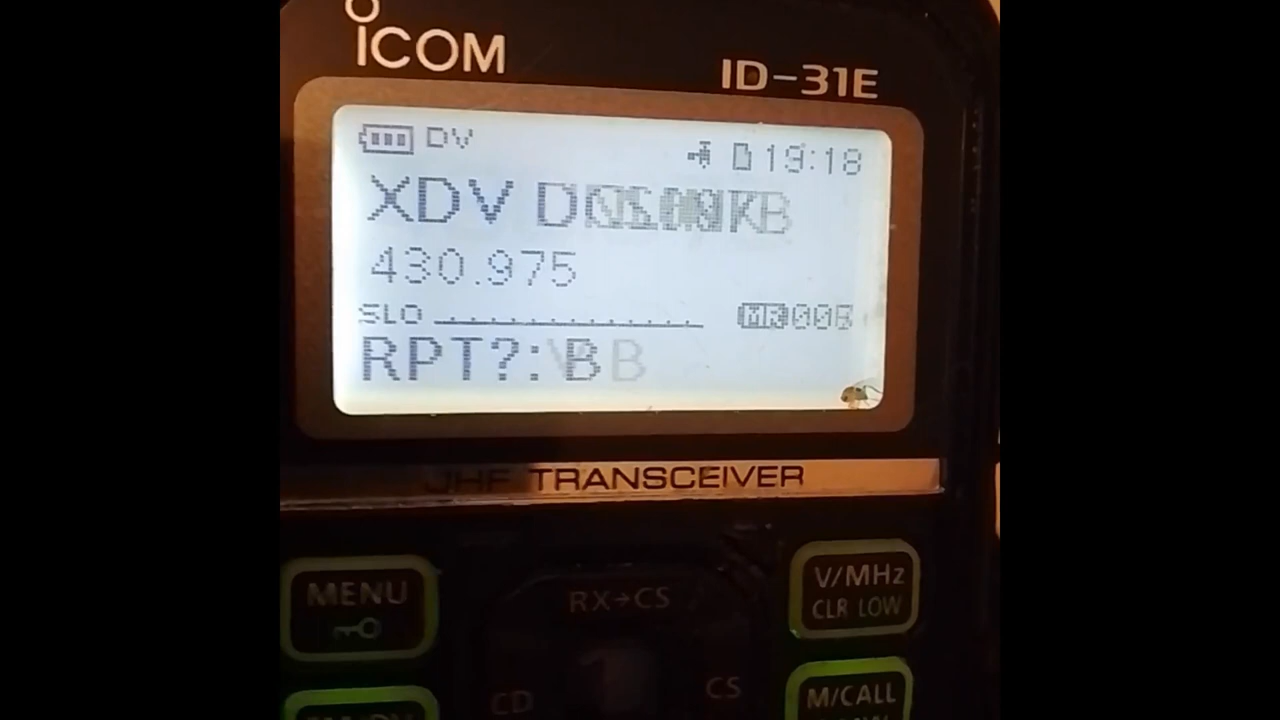 ICOM
ID-31E
DV
19:18
XDV
430.975
SLO
MR
RPT?: B
UHF TRANSCEIVER
MENU
RX→CS
V/MHz
CLR LOW
CD
CS
M/CALL